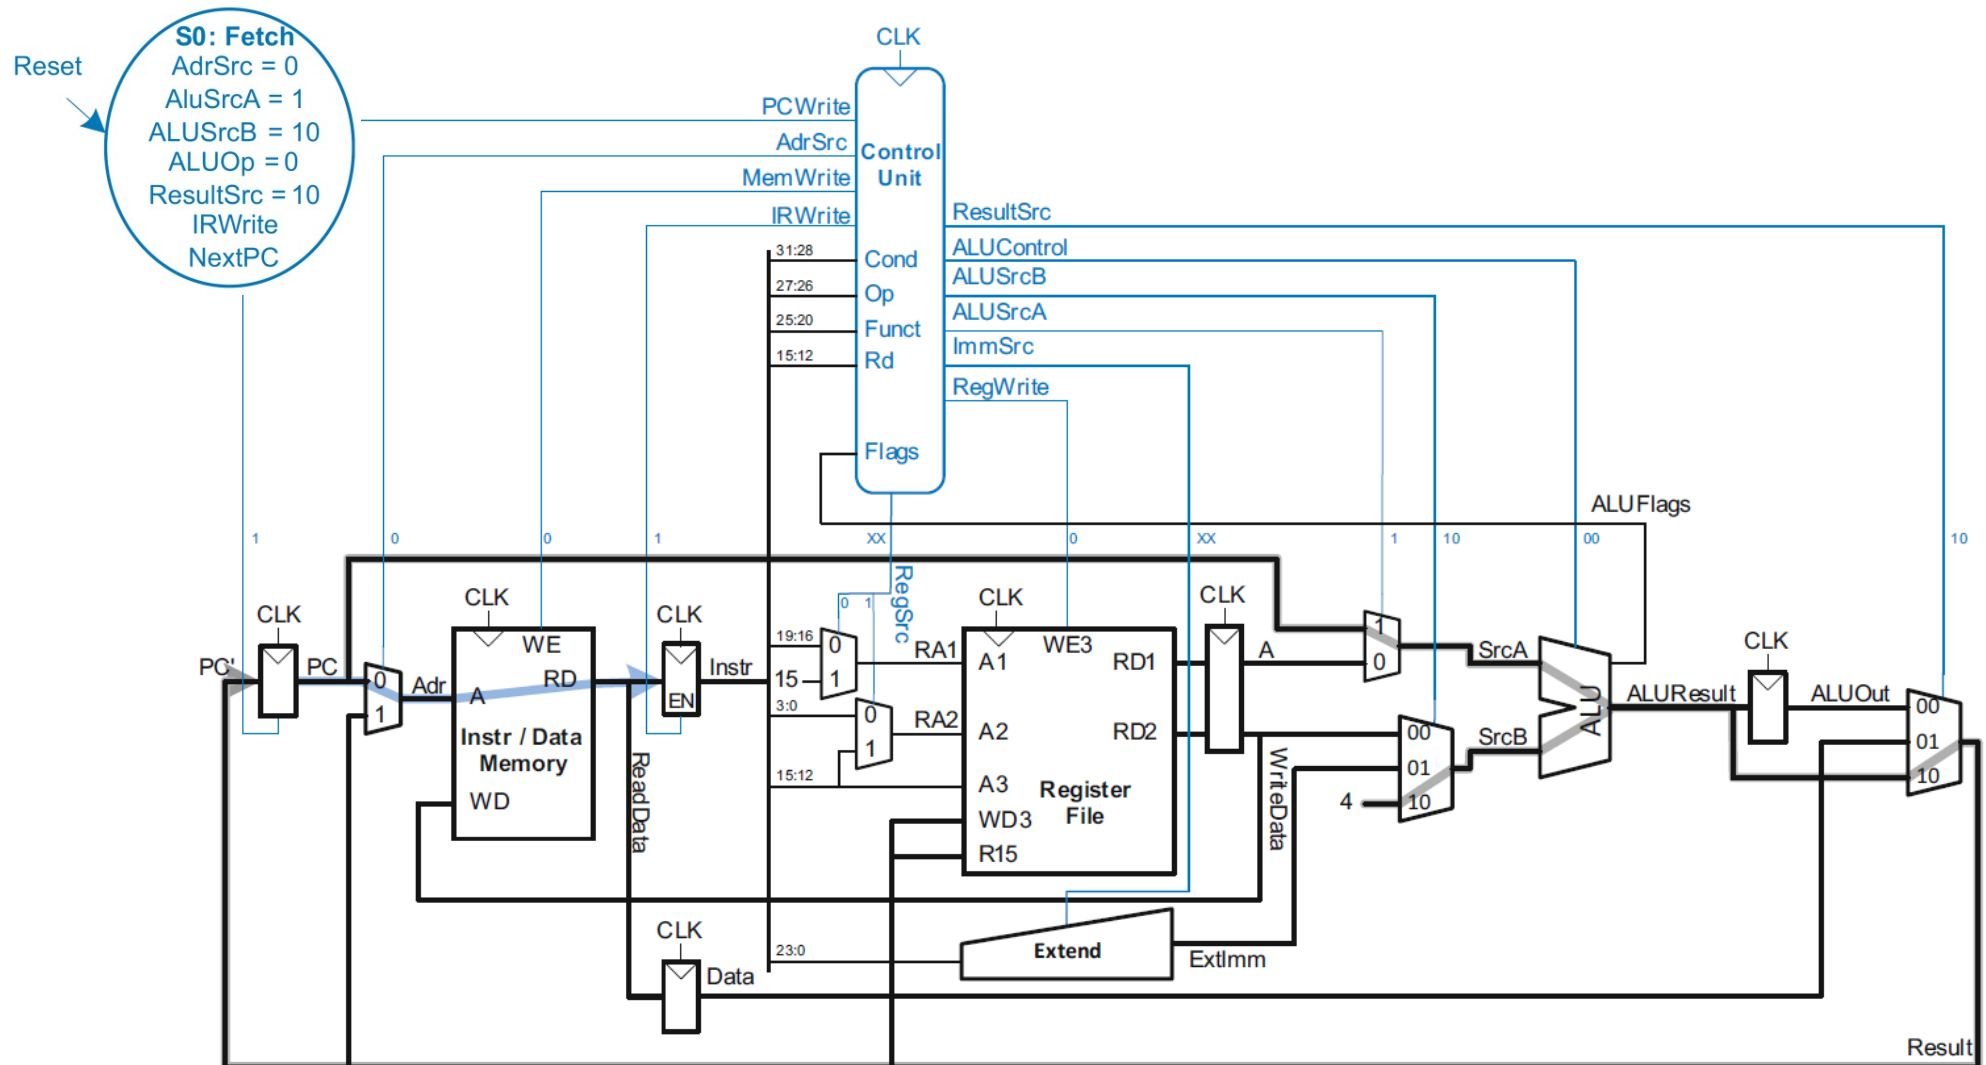 S0: Fetch
AdrSrc = 0
AluSrcA = 1
ALUSrcB = 10
ALUOp = 0
ResultSrc = 10
IRWrite
NextPC
Reset
CLK
PCWrite
AdrSrc
MemWrite
IRWrite
Control
Unit
31:28
Cond
27:26
Op
25:20
Funct
15:12
Rd
Flags
ResultSrc
ALUControl
ALUSrcB
ALUSrcA
ImmSrc
RegWrite
ALUFlags
1
0
0
1
XX
0
XX
1
10
00
10
RegSrc
0 1
CLK
PC'
PC
0
1
Adr
CLK
WE
A
RD
Instr / Data
Memory
WD
CLK
EN
Instr
ReadData
CLK
Data
19:16
15
3:0
15:12
23:0
0
1
RA1
0
1
RA2
CLK
WE3
A1
RD1
A2
RD2
A3
Register
File
WD3
R15
Extend
ExtImm
CLK
A
WriteData
1
0
SrcA
00
01
10
4
SrcB
ALU
ALUResult
CLK
ALUOut
00
01
10
Result